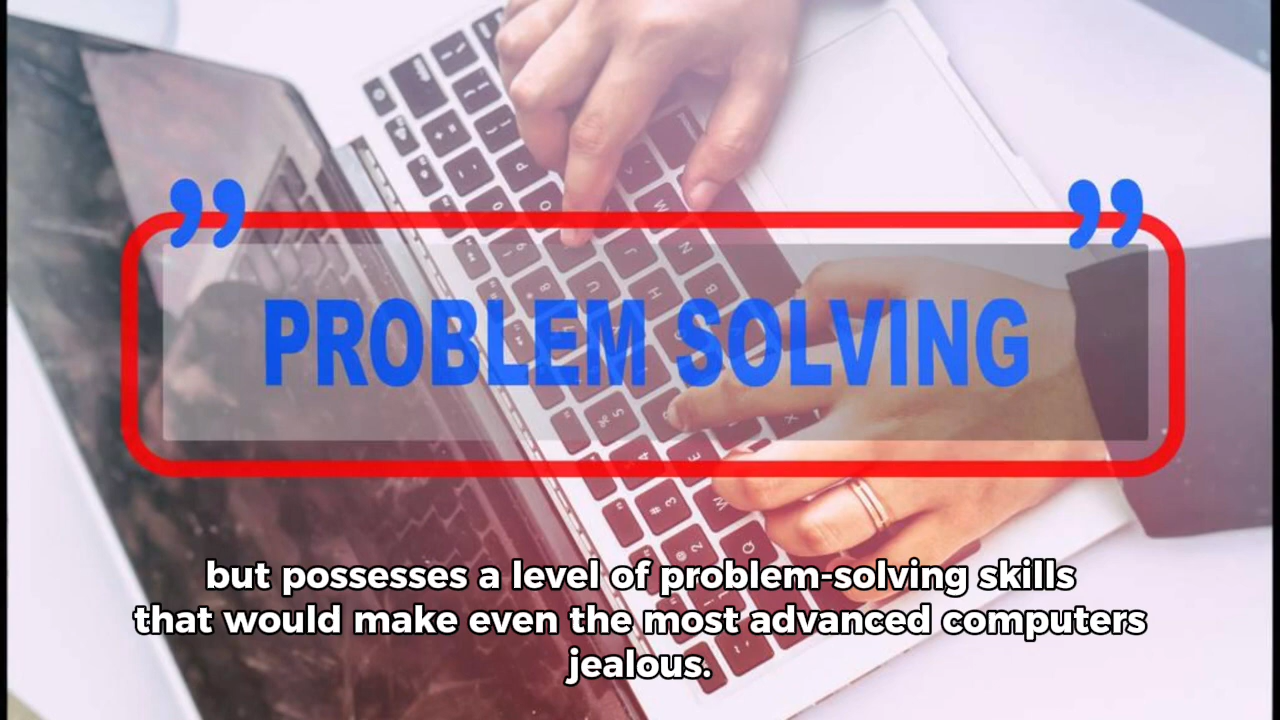 ” ”
PROBLEM SOLVING
but possesses a level of problem-solving skills
that would make even the most advanced computers
jealous.